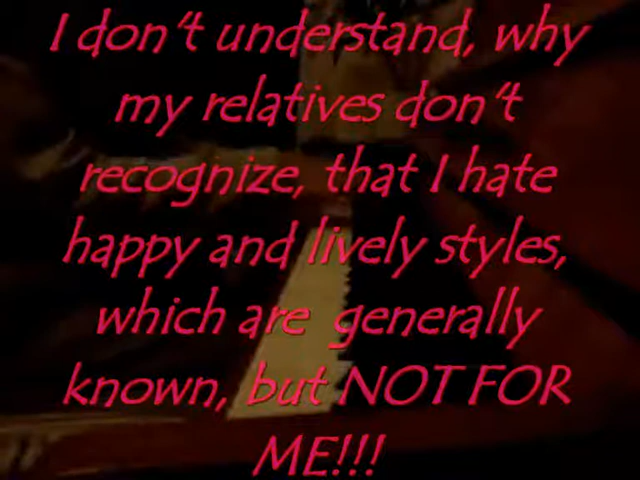 I don't understand, why
my relatives don't
recognize, that I hate
happy and lively styles,
which are generally
known, but NOT FOR
ME!!!